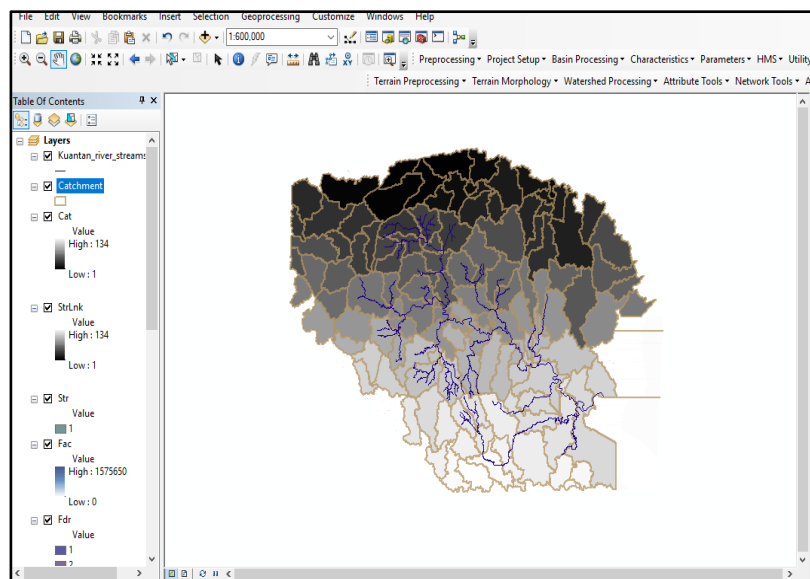 File Edit View Bookmarks Insert Selection Geoprocessing Customize Windows Help
1:600,000
Preprocessing Project Setup Basin Processing Characteristics Parameters HMS Utility
Terrain Preprocessing Terrain Morphology Watershed Processing Attribute Tools Network Tools A
Table Of Contents
Layers
Kuantan_river_streams
Catchment
Cat
Value
High : 134
Low : 1
StrLnk
Value
High : 134
Low : 1
Str
Value
1
Fac
Value
High : 1575650
Low : 0
Fdr
Value
1
2